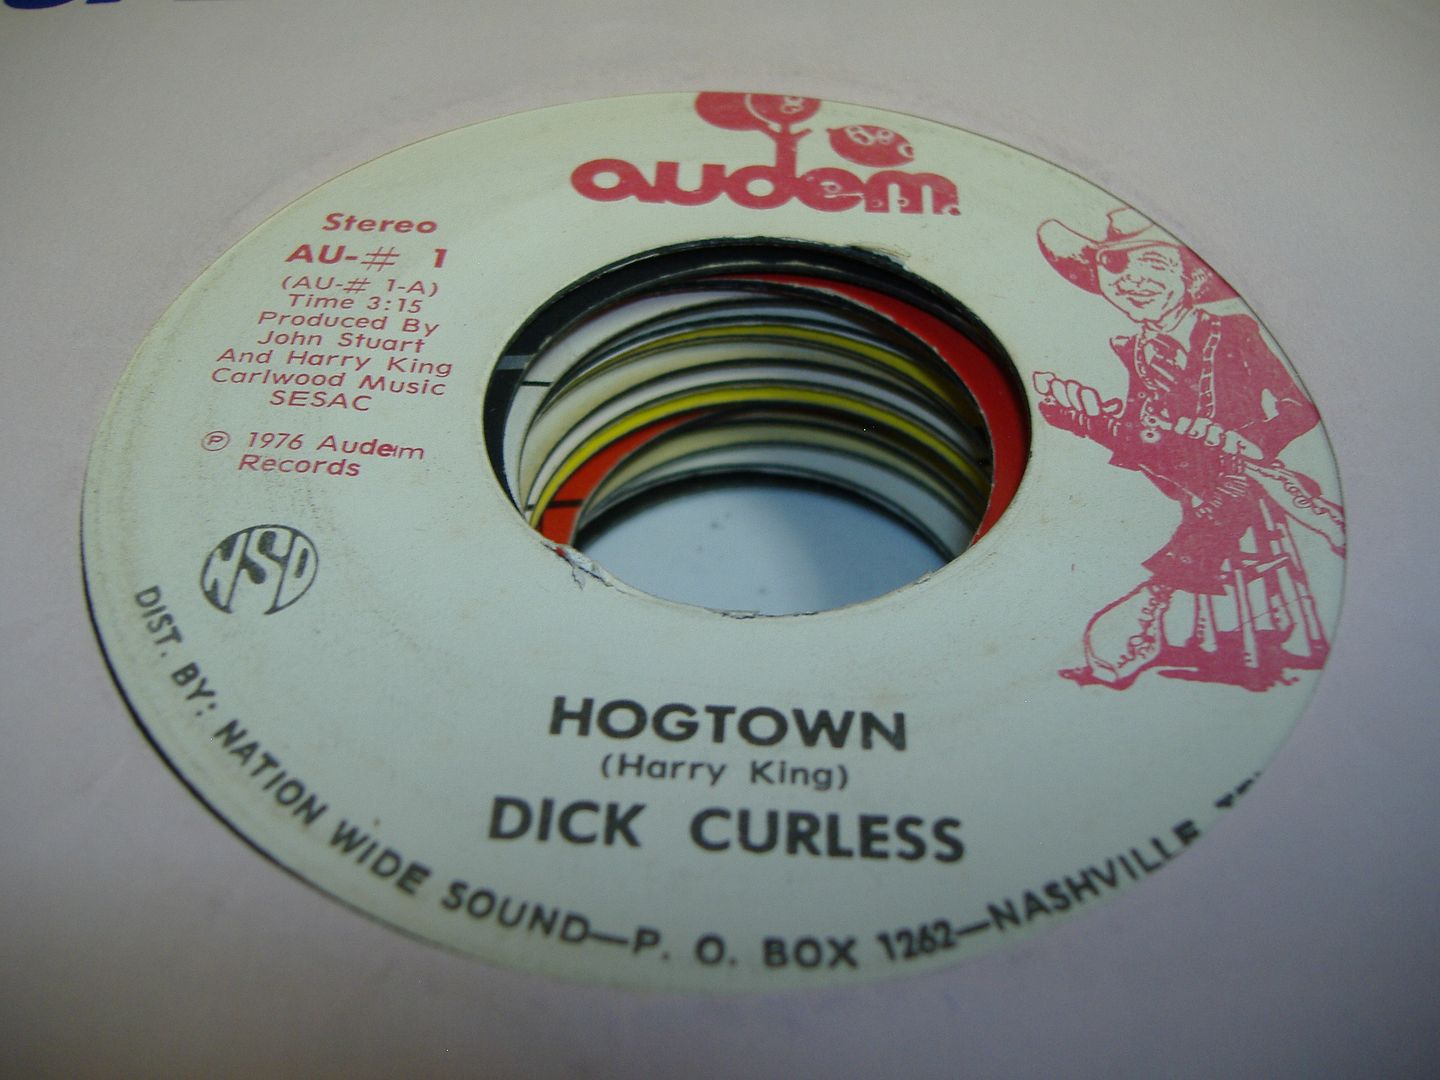 audem
Stereo
AU-# 1
(AU-# 1-A)
Time 3:15
Produced By
John Stuart
And Harry King
Carlwood Music
SESAC
℗ 1976 Audem
Records
NSD
HOGTOWN
(Harry King)
DICK CURLESS
DIST. BY: NATION WIDE SOUND—P. O. BOX 1262—NASHVILLE